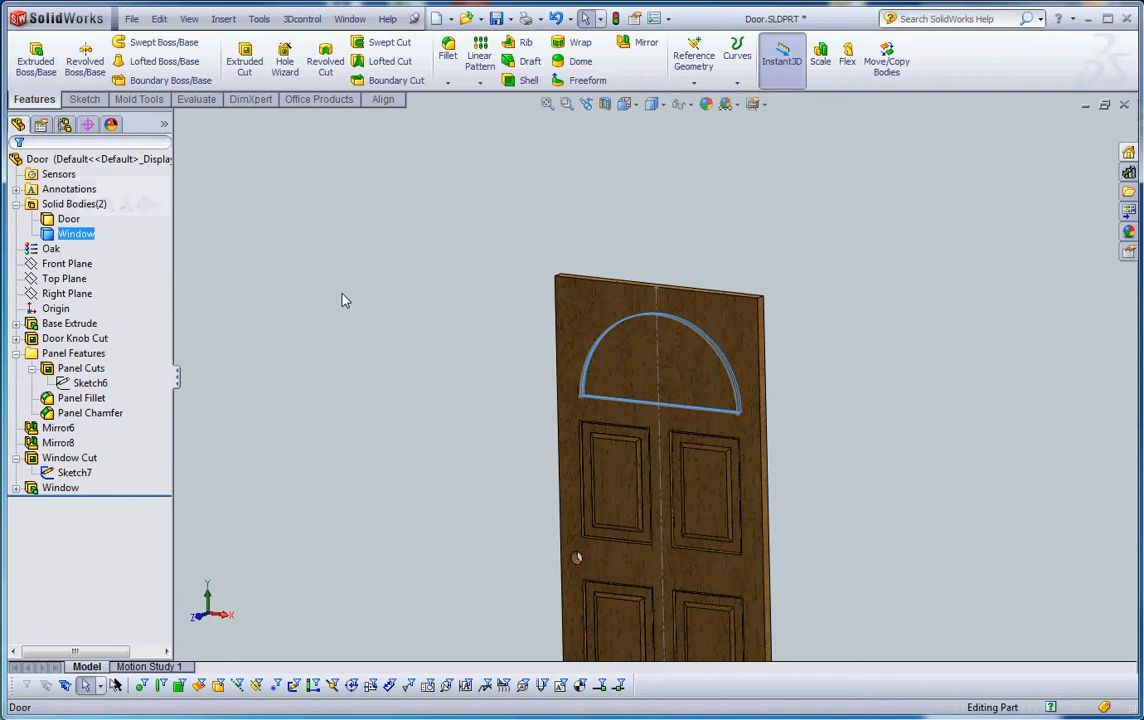 SolidWorks File Edit View Insert Tools 3Dcontrol Window Help Door.SLDPRT * Search SolidWorks Help
Extruded Boss/Base
Revolved Boss/Base
Swept Boss/Base
Lofted Boss/Base
Boundary Boss/Base
Extruded Cut
Hole Wizard
Revolved Cut
Swept Cut
Lofted Cut
Boundary Cut
Fillet
Linear Pattern
Rib
Draft
Shell
Wrap
Dome
Freeform
Mirror
Reference Geometry
Curves
Instant3D
Scale
Flex
Move/Copy Bodies
Features Sketch Mold Tools Evaluate DimXpert Office Products Align
Door (Default<<Default>_Display
Sensors
Annotations
Solid Bodies(2)
Door
Window
Oak
Front Plane
Top Plane
Right Plane
Origin
Base Extrude
Door Knob Cut
Panel Features
Panel Cuts
Sketch6
Panel Fillet
Panel Chamfer
Mirror6
Mirror8
Window Cut
Sketch7
Window
Y
Z X
Model Motion Study 1
Door Editing Part